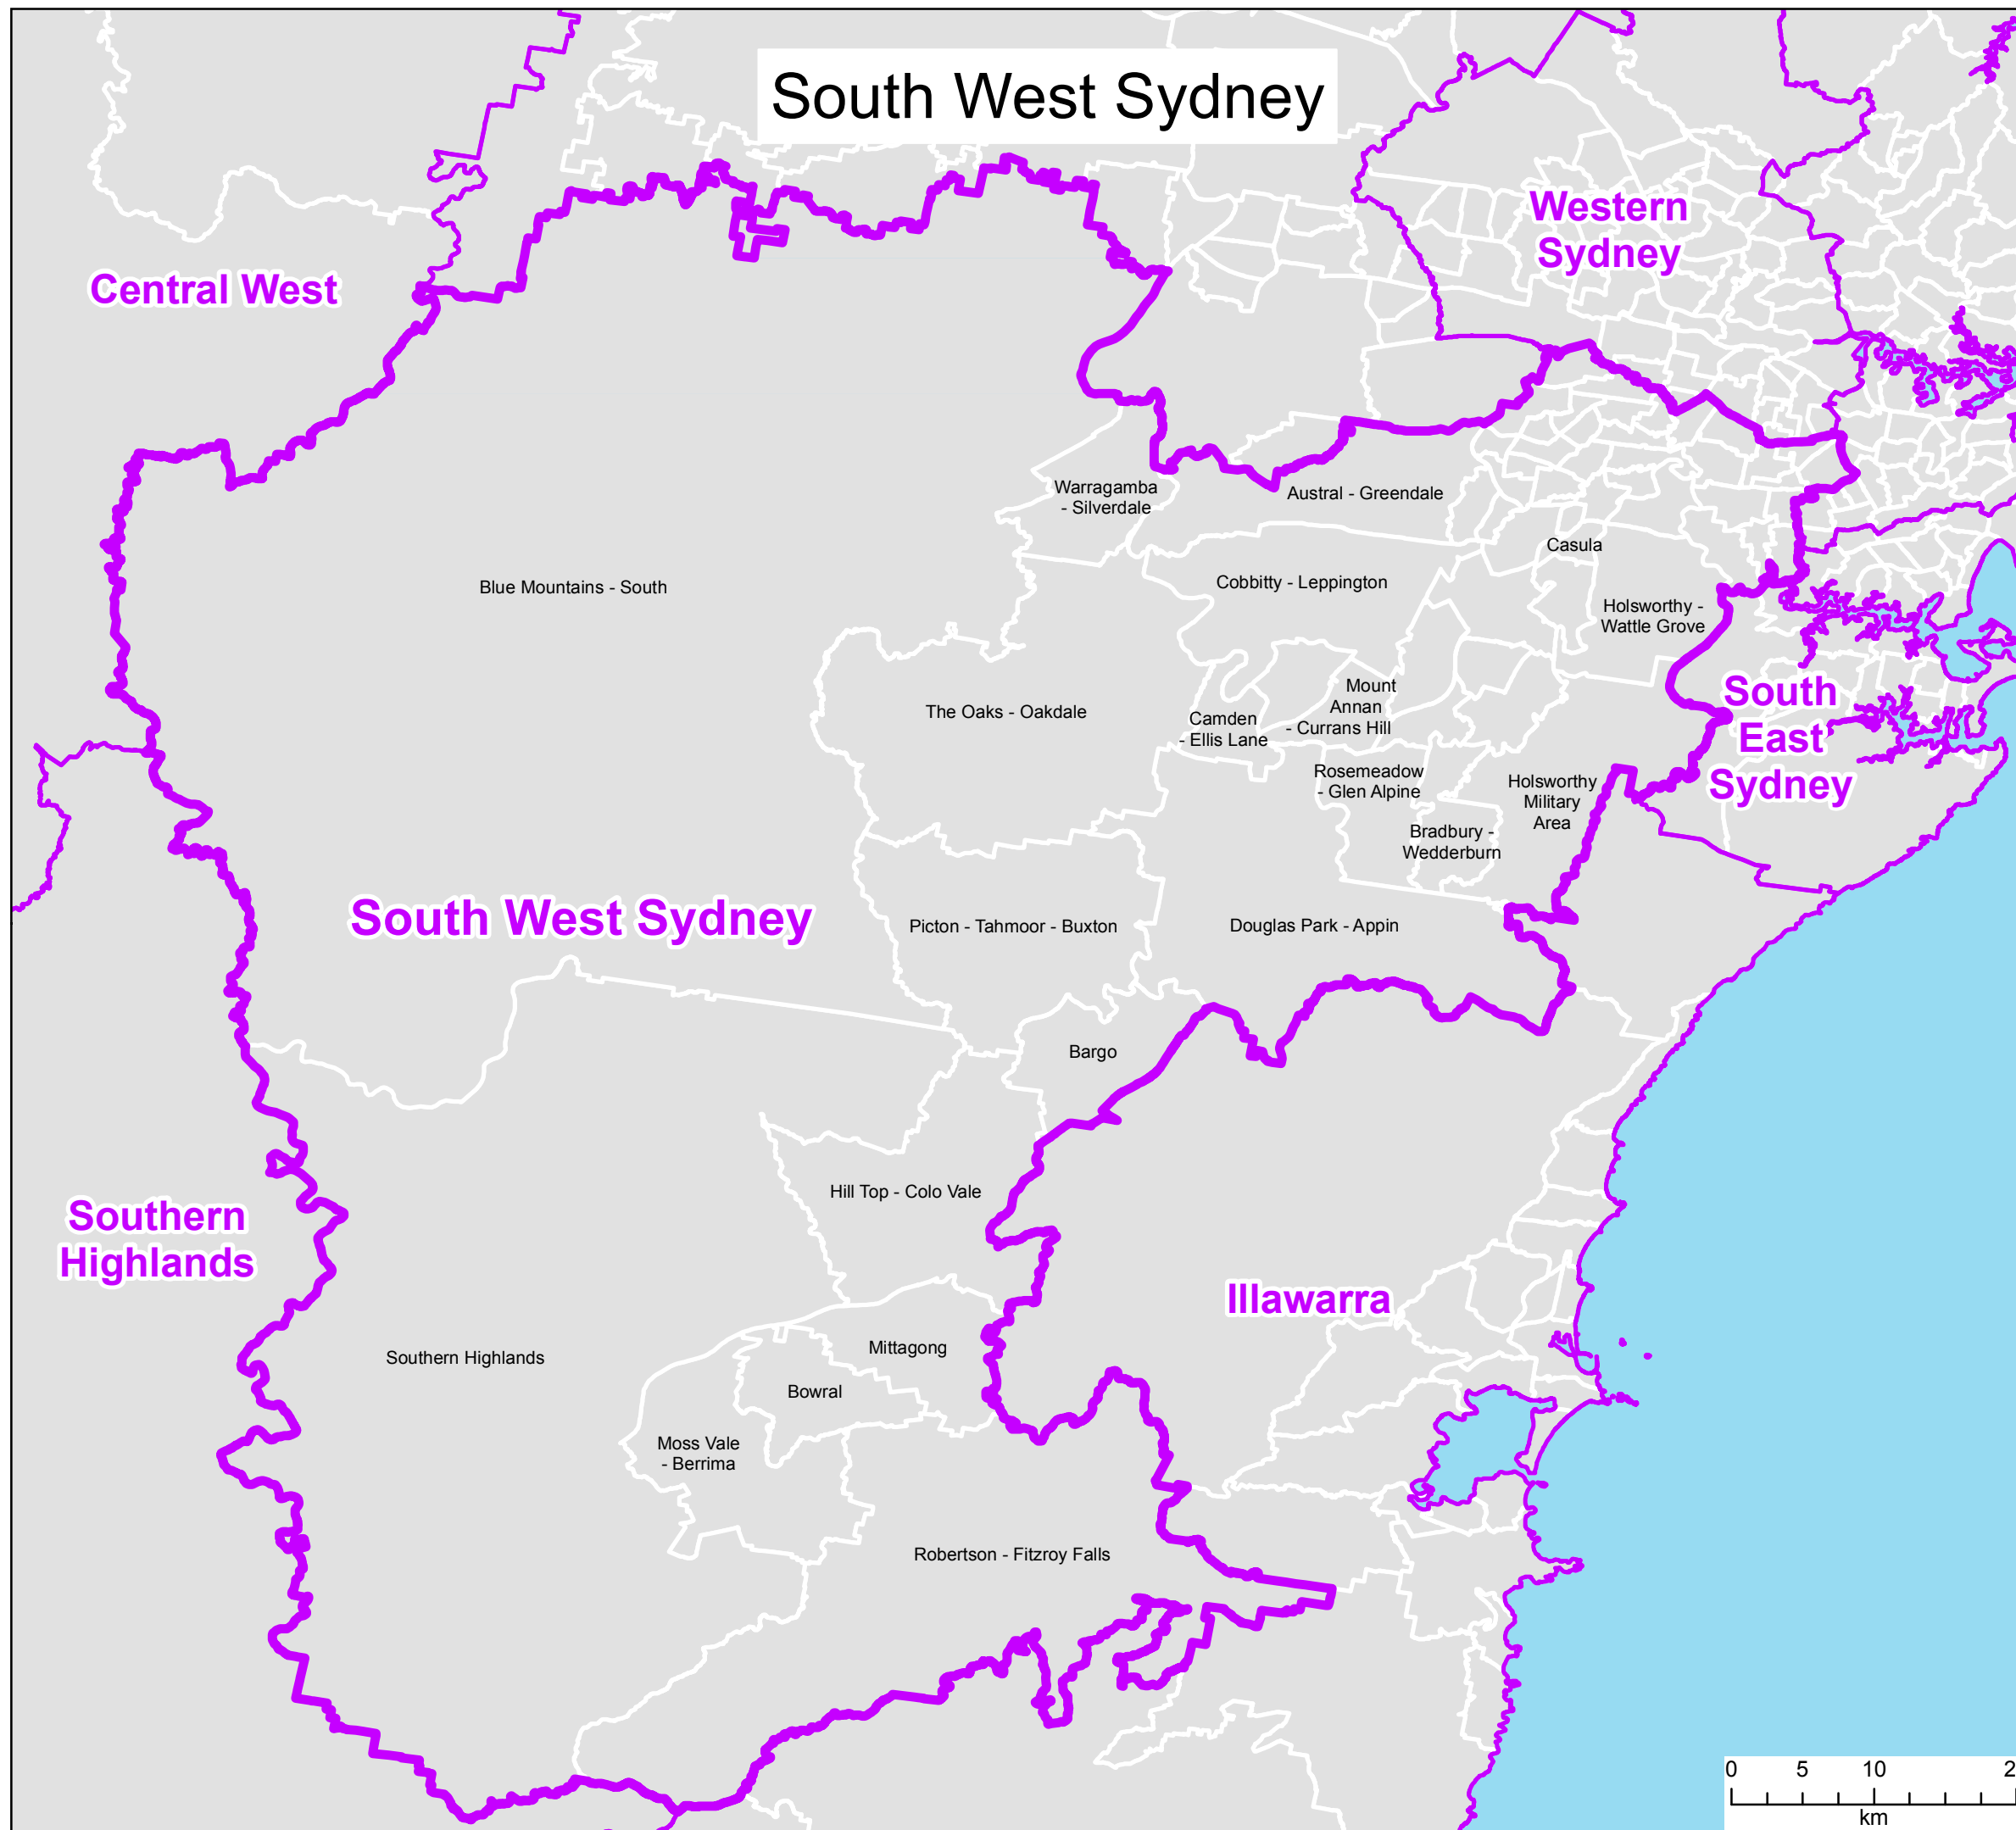 South West Sydney
Western
Sydney
Central West
Warragamba
- Silverdale
Austral - Greendale
Casula
Blue Mountains - South
Cobbitty - Leppington
Holsworthy -
Wattle Grove
The Oaks - Oakdale
Camden
- Ellis Lane
Mount
Annan
- Currans Hill
South
East
Sydney
Rosemeadow
- Glen Alpine
Holsworthy
Military
Area
Bradbury -
Wedderburn
South West Sydney
Picton - Tahmoor - Buxton
Douglas Park - Appin
Bargo
Hill Top - Colo Vale
Southern
Highlands
Illawarra
Southern Highlands
Mittagong
Bowral
Moss Vale
- Berrima
Robertson - Fitzroy Falls
0 5 10 2
km